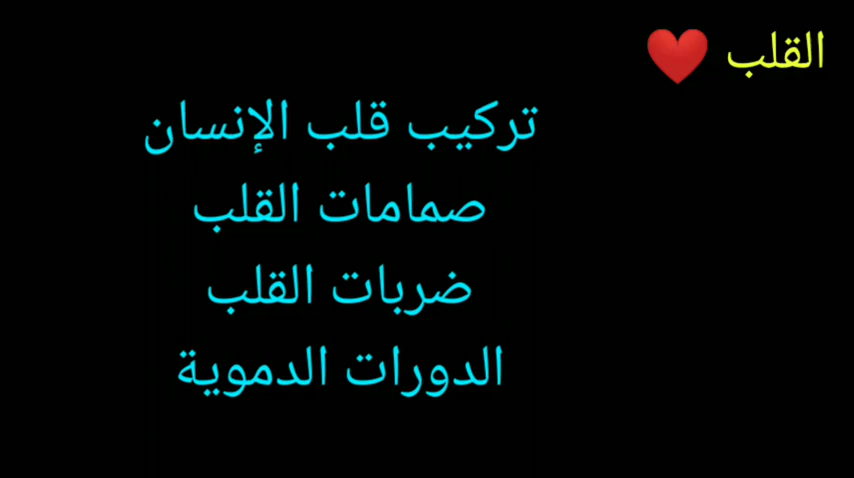 القلب ❤️
تركيب قلب الإنسان
صمامات القلب
ضربات القلب
الدورات الدموية